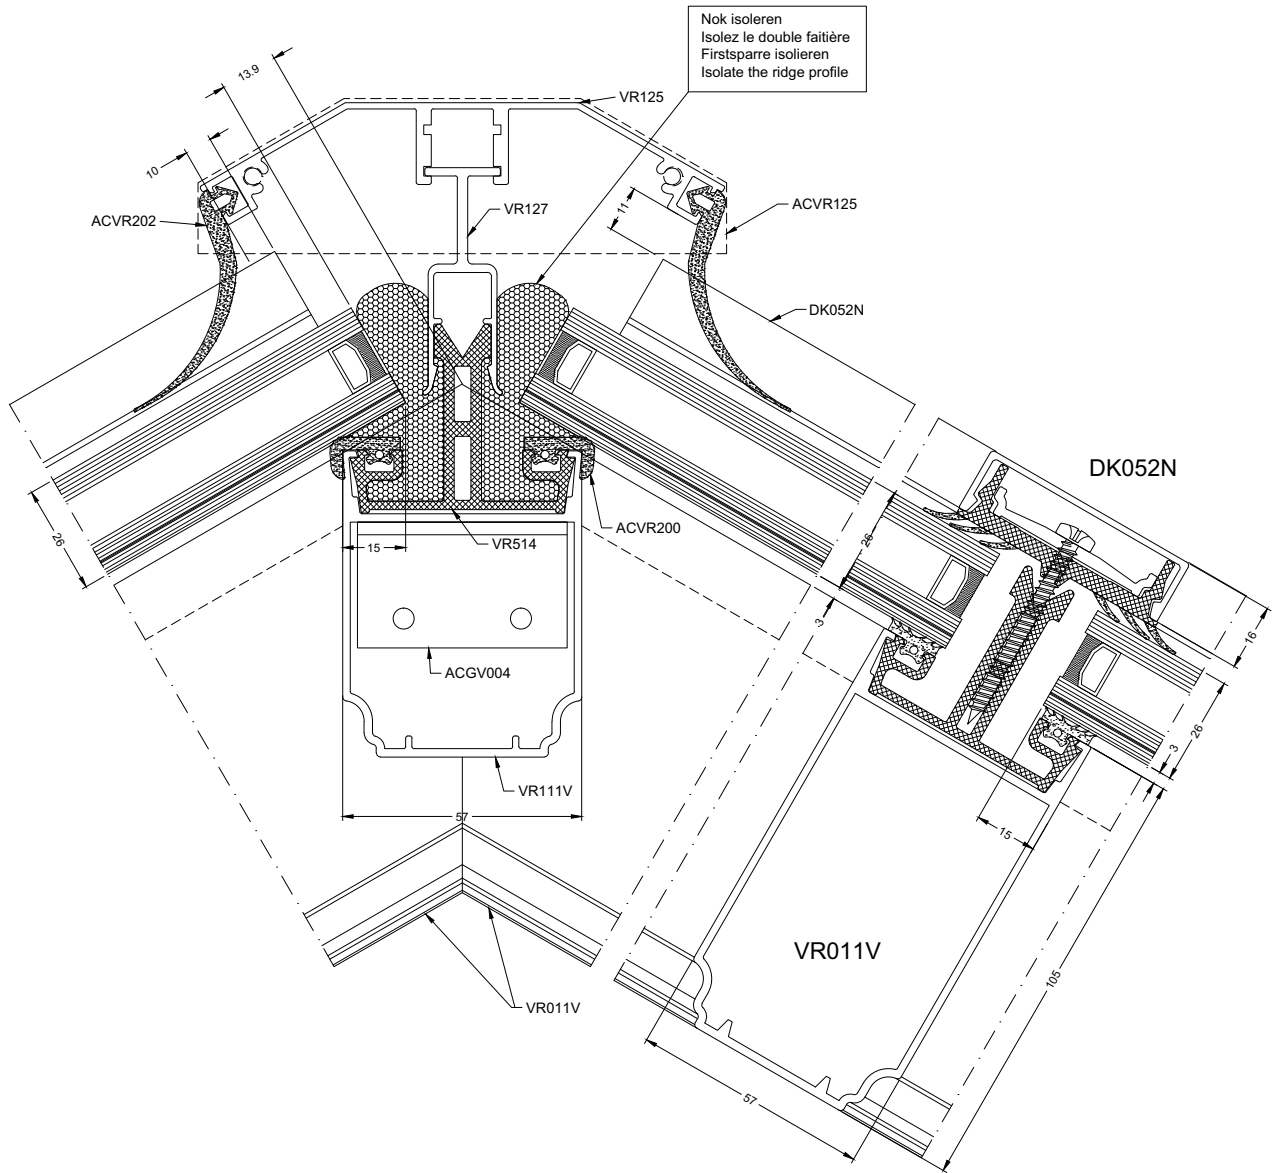 Nok isoleren
Isolez le double faitière
Firstsparre isolieren
Isolate the ridge profile
13.9
VR125
10
ACVR202
VR127
11
ACVR125
DK052N
DK052N
26
15
VR514
ACVR200
26
3
16
ACGV004
26
3
VR111V
57
15
VR011V
105
VR011V
57